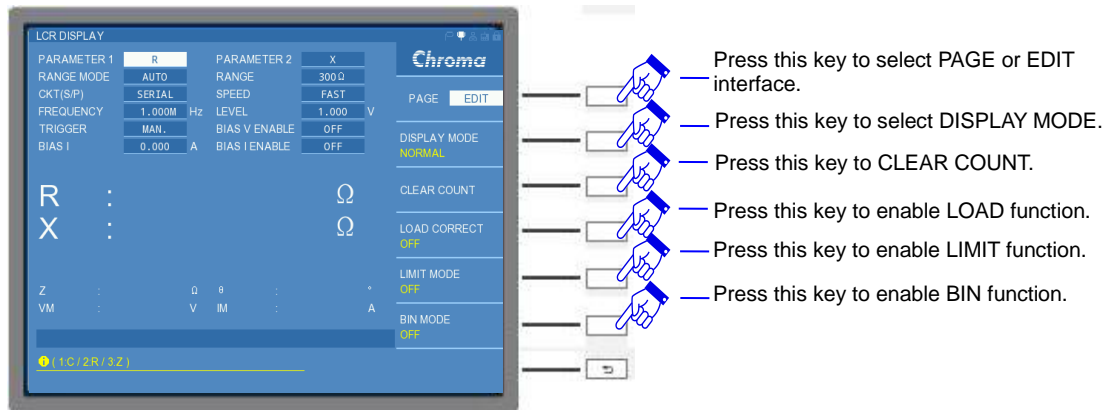 LCR DISPLAY
Chroma
PARAMETER 1 R PARAMETER 2 X
RANGE MODE AUTO RANGE 300 Ω
CKT(S/P) SERIAL SPEED FAST
FREQUENCY 1.000M Hz LEVEL 1.000 V
TRIGGER MAN. BIAS V ENABLE OFF
BIAS I 0.000 A BIAS I ENABLE OFF
R : Ω
X : Ω
Z : Ω θ : °
VM : V IM : A
( 1:C / 2:R / 3:Z )
PAGE EDIT
DISPLAY MODE
NORMAL
CLEAR COUNT
LOAD CORRECT
OFF
LIMIT MODE
OFF
BIN MODE
OFF
Press this key to select PAGE or EDIT
interface.
Press this key to select DISPLAY MODE.
Press this key to CLEAR COUNT.
Press this key to enable LOAD function.
Press this key to enable LIMIT function.
Press this key to enable BIN function.